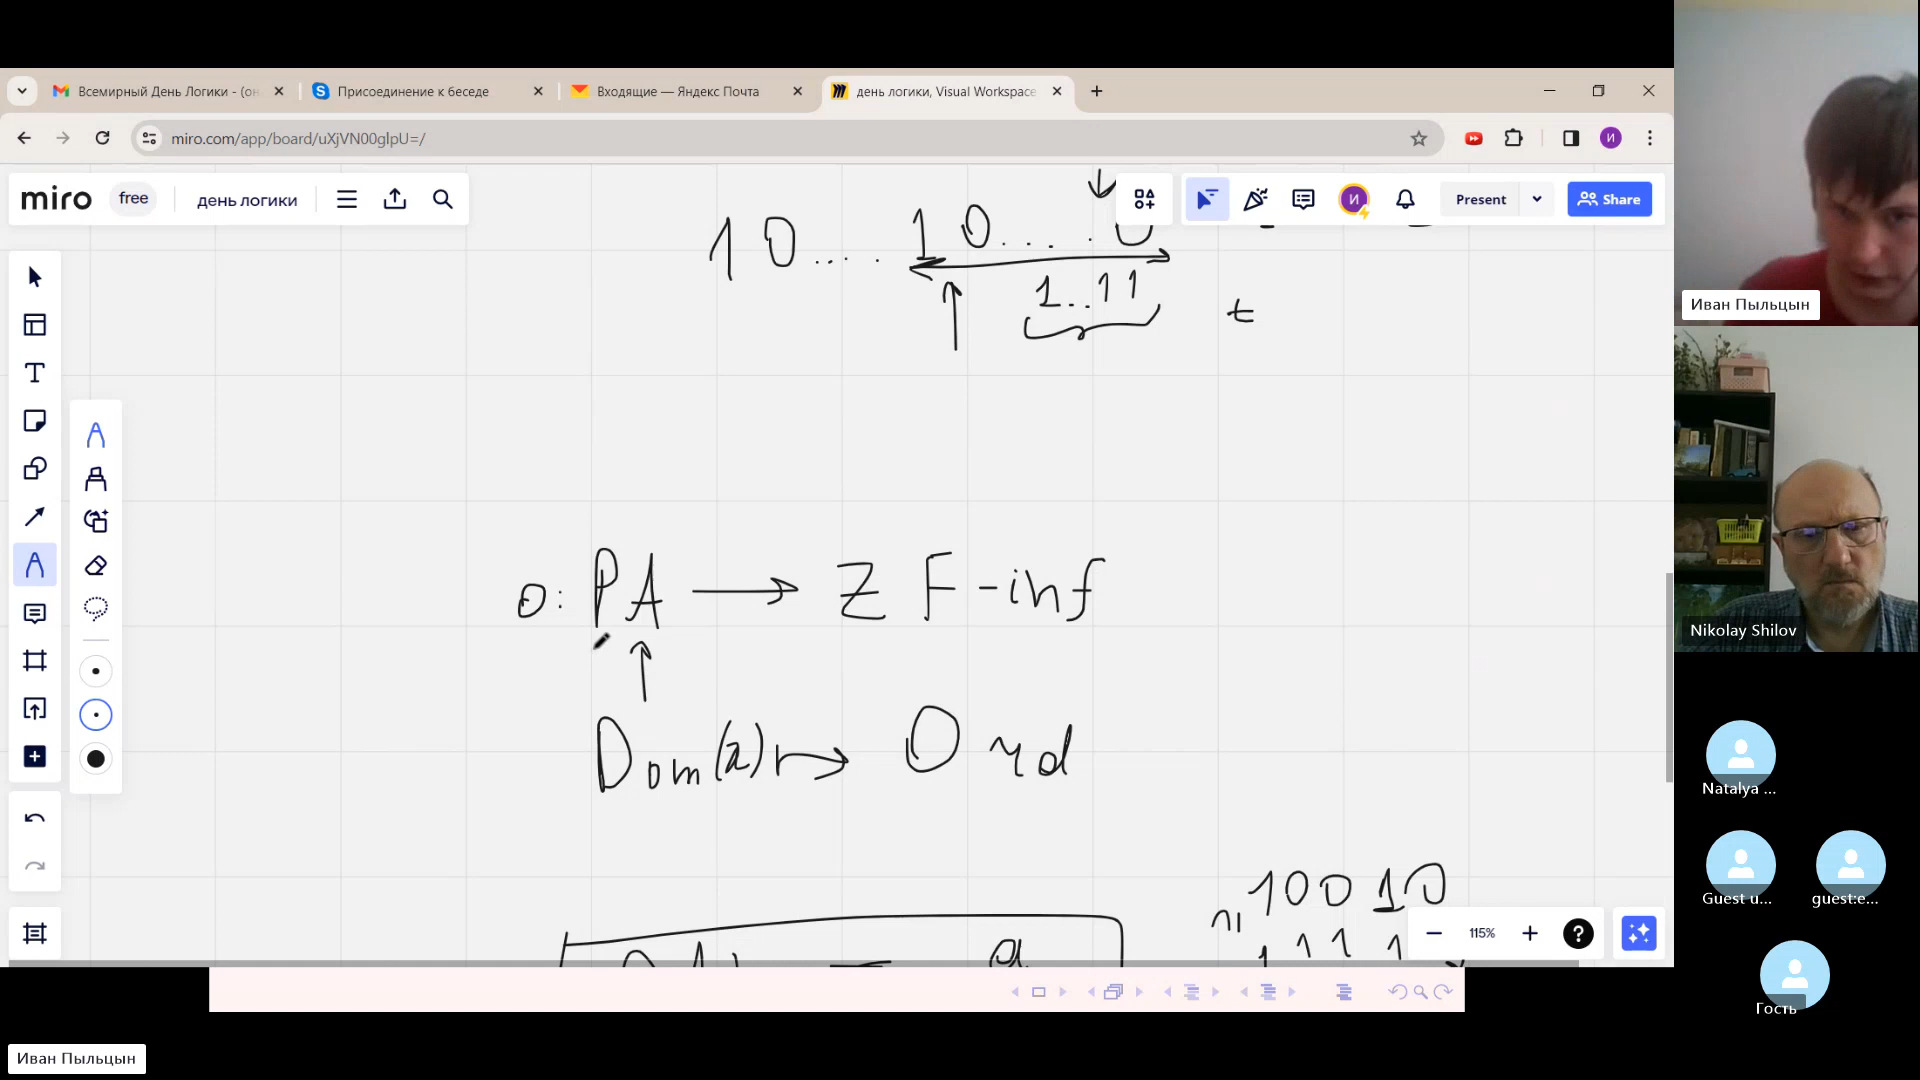 Всемирный День Логики - (он
Присоединение к беседе
Входящие — Яндекс Почта
день логики, Visual Workspace
miro.com/app/board/uXjVN00glpU=/
miro
free
день логики
И
Present
Share
10.... 10.... 0
1..11
t
o: PA → ZF-inf
Dom(x) ↦ Ord
10010
115%
Иван Пыльцын
Nikolay Shilov
Natalya ...
Guest u...
guest:e...
Гость
Иван Пыльцын